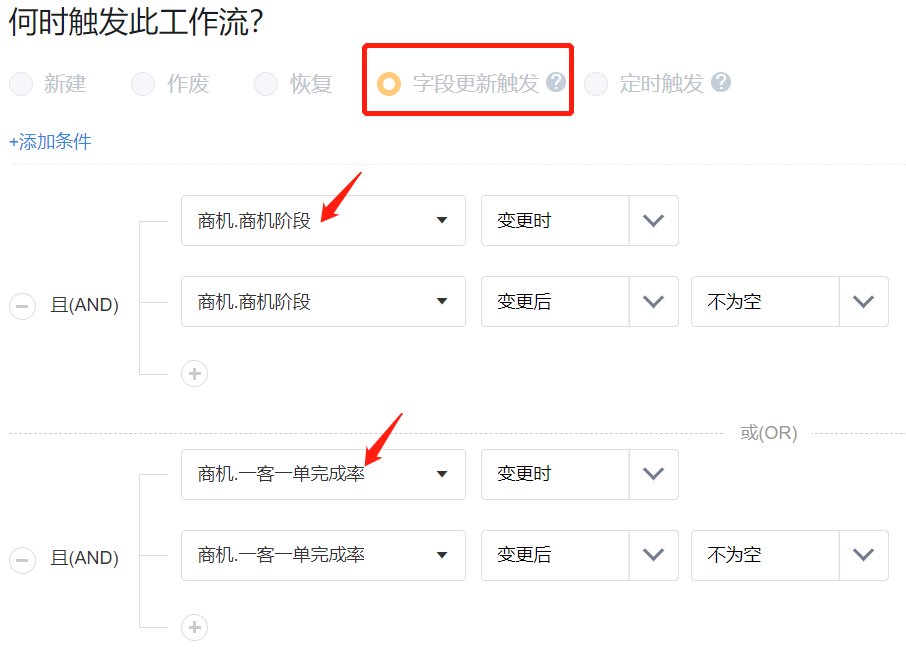 何时触发此工作流?
新建 作废 恢复 字段更新触发 ? 定时触发 ?
+添加条件
商机.商机阶段 变更时
且(AND)
商机.商机阶段 变更后 不为空
或(OR)
商机.一客一单完成率 变更时
且(AND)
商机.一客一单完成率 变更后 不为空